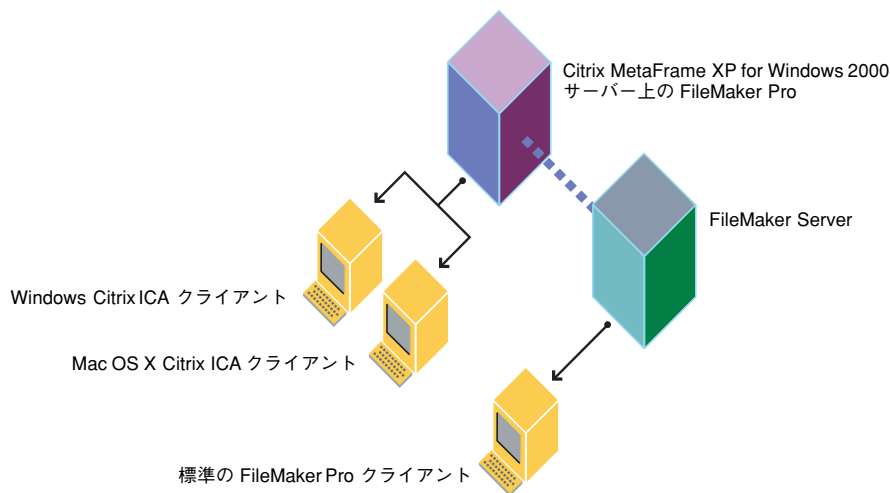 Citrix MetaFrame XP for Windows 2000
サーバー上の FileMaker Pro
FileMaker Server
Windows Citrix ICA クライアント
Mac OS X Citrix ICA クライアント
標準の FileMaker Pro クライアント